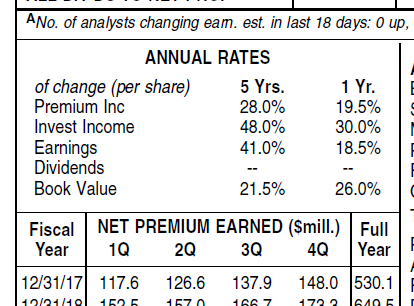 ᴬNo. of analysts changing earn. est. in last 18 days: 0 up,
ANNUAL RATES
of change (per share) 5 Yrs. 1 Yr.
Premium Inc 28.0% 19.5%
Invest Income 48.0% 30.0%
Earnings 41.0% 18.5%
Dividends -- --
Book Value 21.5% 26.0%
Fiscal Year NET PREMIUM EARNED ($mill.) Full Year
1Q 2Q 3Q 4Q
12/31/17 117.6 126.6 137.9 148.0 530.1
12/31/18 152.5 157.0 166.7 173.3 649.5